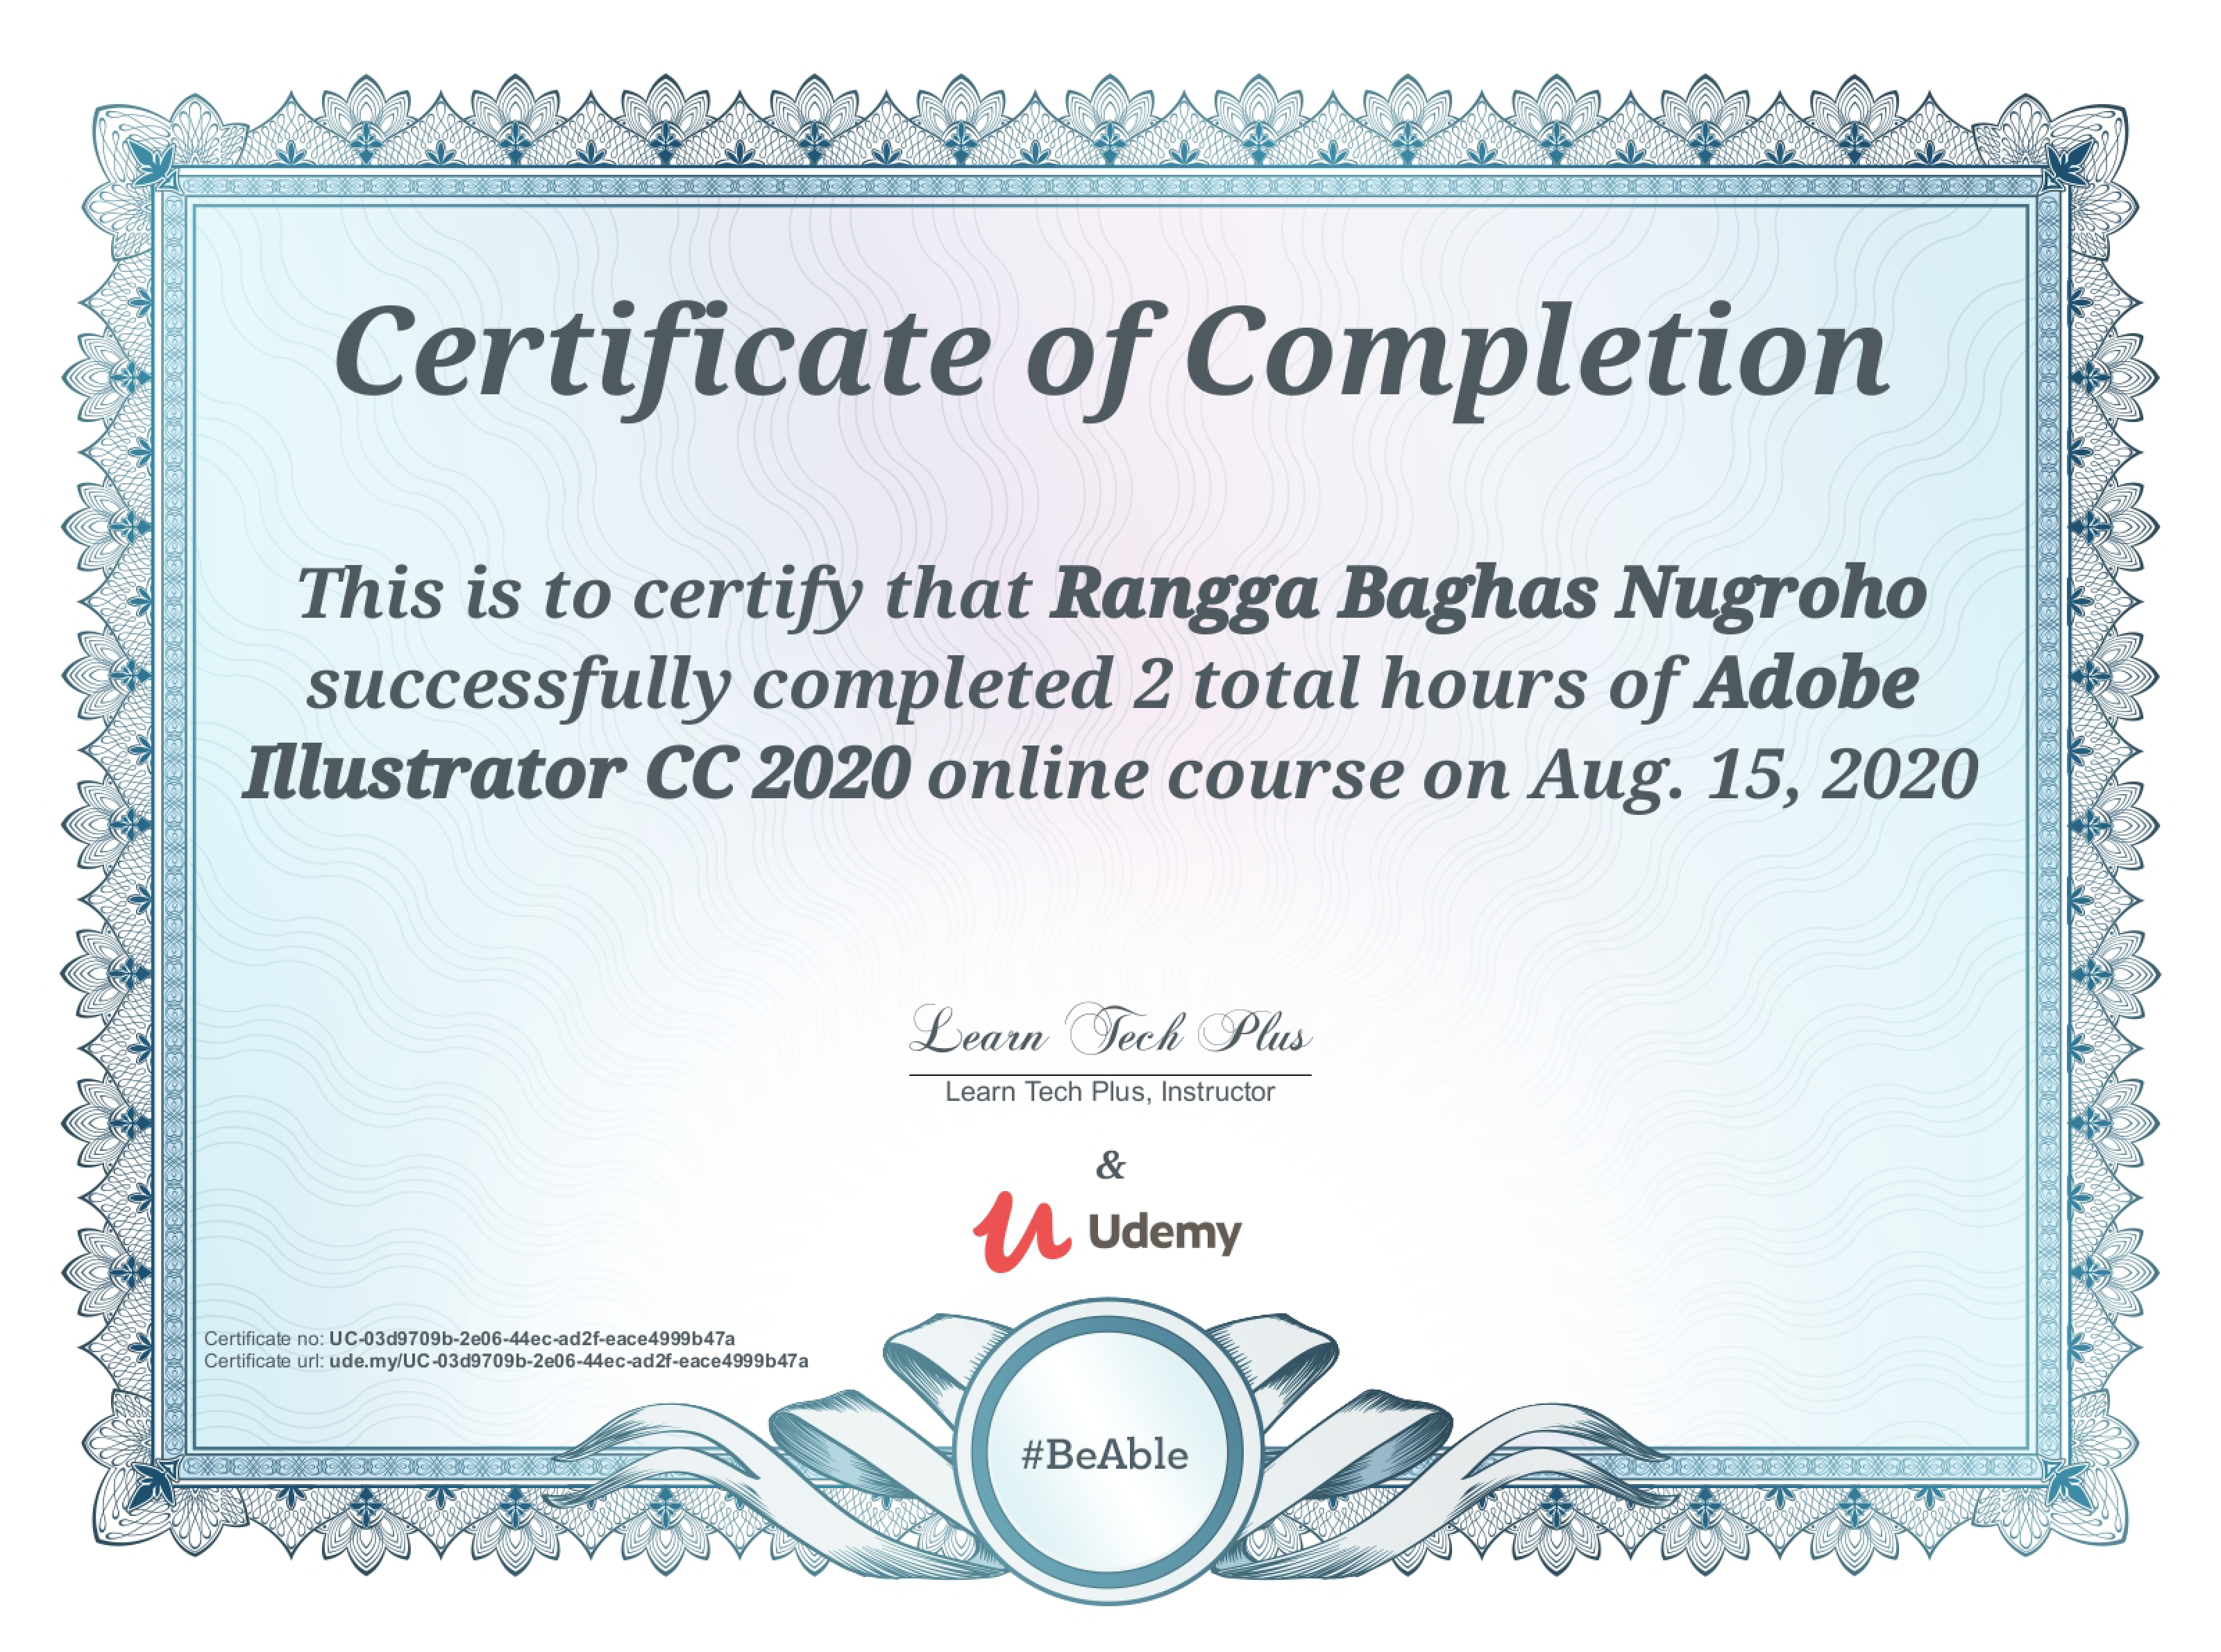 Certificate of Completion
This is to certify that Rangga Baghas Nugroho
successfully completed 2 total hours of Adobe
Illustrator CC 2020 online course on Aug. 15, 2020
Learn Tech Plus
Learn Tech Plus, Instructor
&
Udemy
Certificate no: UC-03d9709b-2e06-44ec-ad2f-eace4999b47a
Certificate url: ude.my/UC-03d9709b-2e06-44ec-ad2f-eace4999b47a
#BeAble